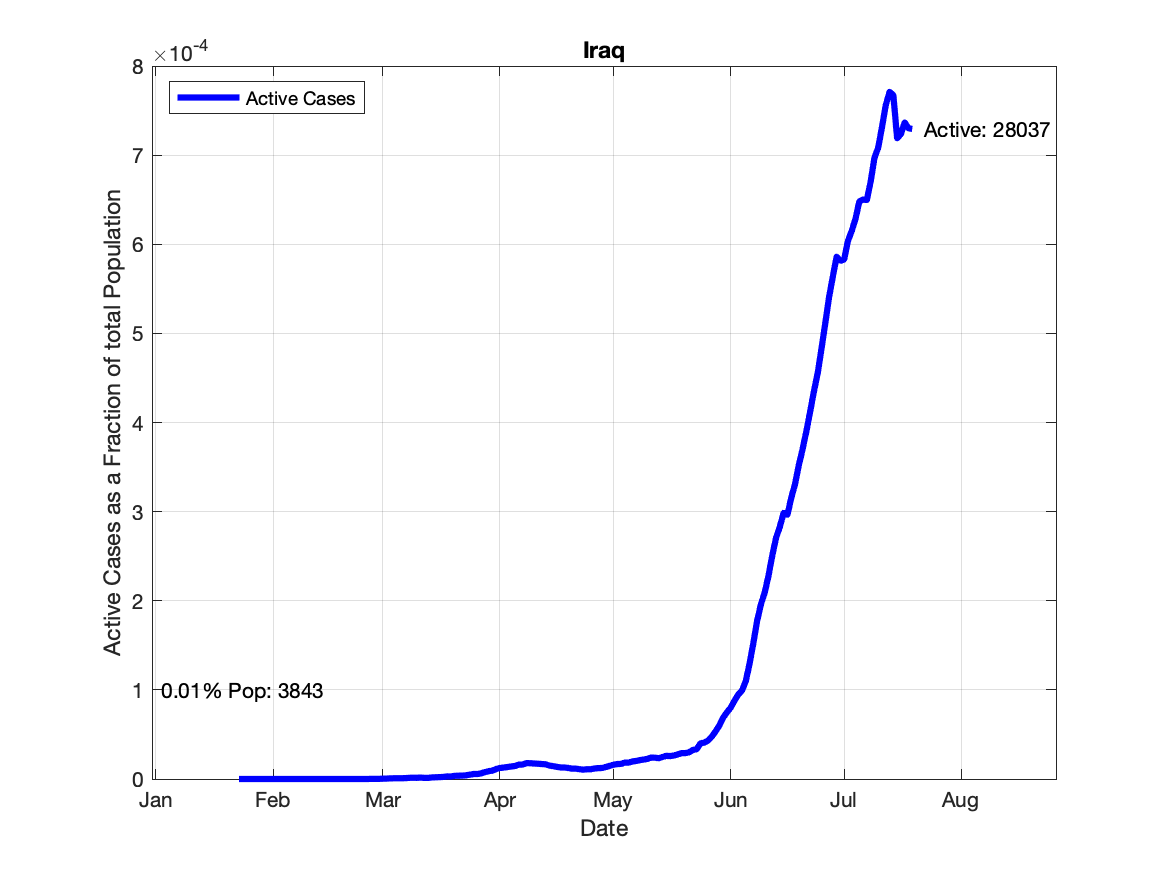 Iraq
×10-4
Active Cases
Active: 28037
0.01% Pop: 3843
8
7
6
5
4
3
2
1
0
Active Cases as a Fraction of total Population
Jan Feb Mar Apr May Jun Jul Aug
Date